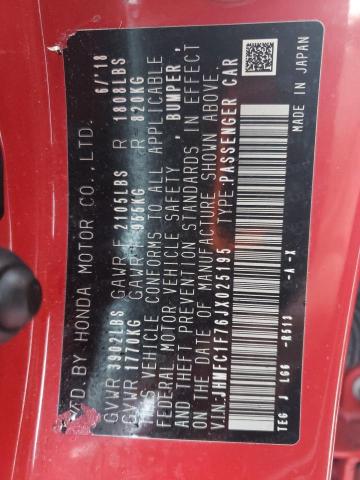 MFD.BY HONDA MOTOR CO.,LTD. 6/'18
GVWR 3902LBS GAWR F 2105LBS R 1808LBS
GVWR 1770KG GAWR F 955KG R 820KG
THIS VEHICLE CONFORMS TO ALL APPLICABLE
FEDERAL MOTOR VEHICLE SAFETY , BUMPER ,
AND THEFT PREVENTION STANDARDS IN EFFECT
ON THE DATE OF MANUFACTURE SHOWN ABOVE.
VIN:JHMFC1F76JX025195 TYPE:PASSENGER CAR
TEG J LG6 -R513 -A -X MADE IN JAPAN